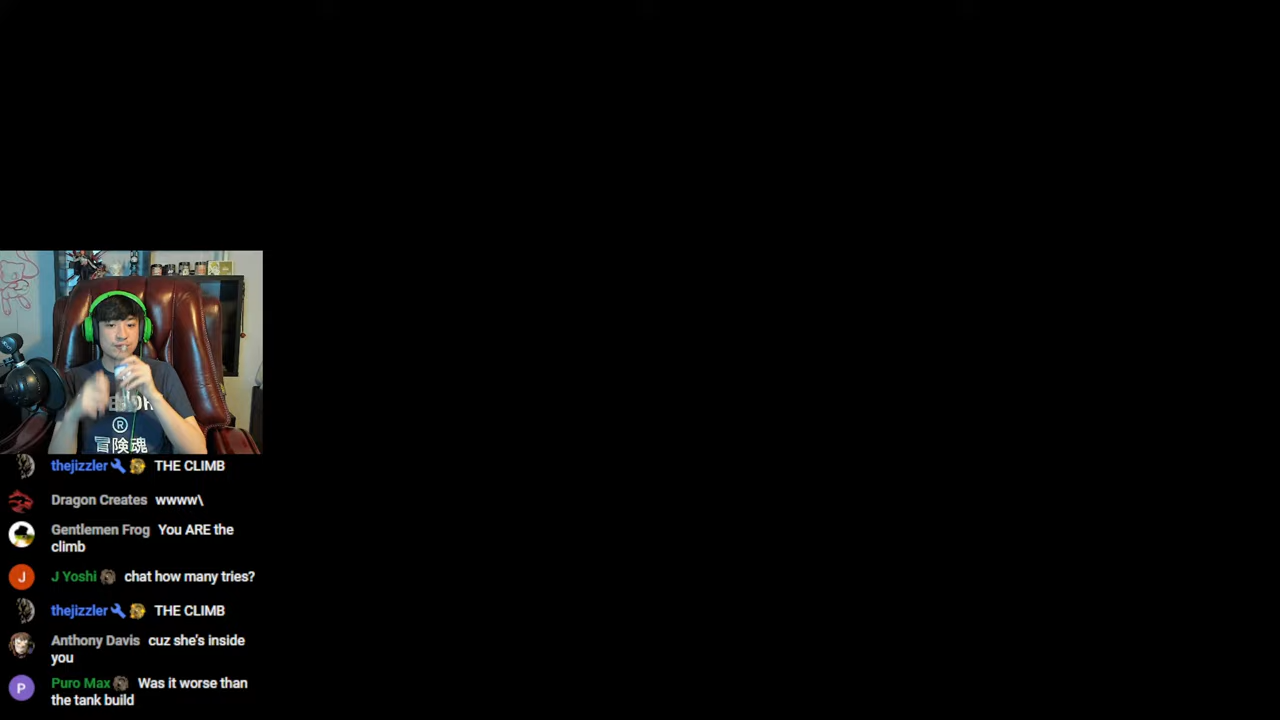 ®
冒険魂
thejizzler THE CLIMB
Dragon Creates wwww\
Gentlemen Frog You ARE the
climb
J J Yoshi chat how many tries?
thejizzler THE CLIMB
Anthony Davis cuz she's inside
you
P Puro Max Was it worse than
the tank build